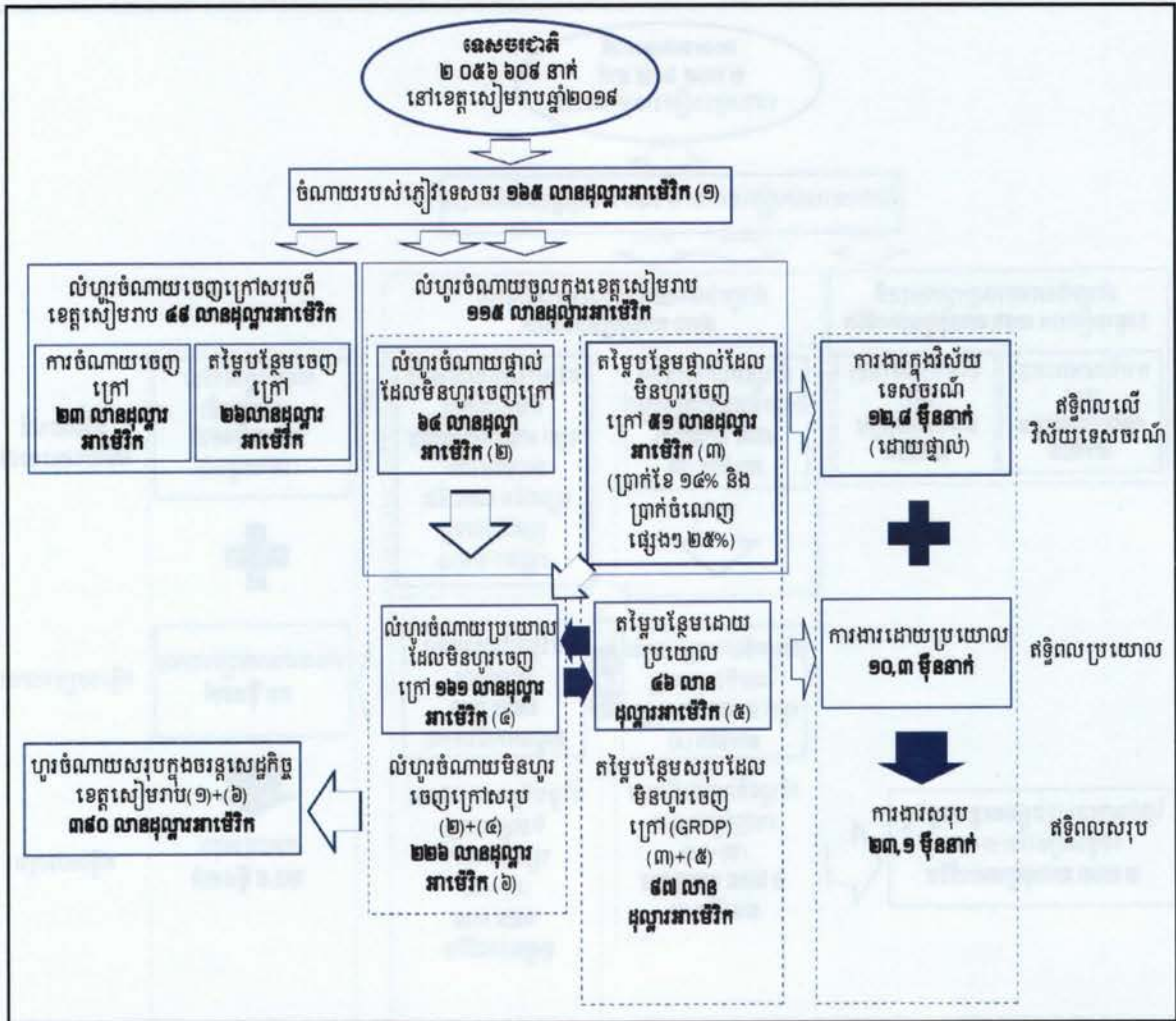 ទេសចរជាតិ
២ ០៥៦ ៦០៩ នាក់
នៅខេត្តសៀមរាបឆ្នាំ២០១៩
ចំណាយរបស់ភ្ញៀវទេសចរ ១៦៥ លានដុល្លារអាម៉េរិក (១)
លំហូរចំណាយចេញក្រៅសរុបពី
ខេត្តសៀមរាប ៤៩ លានដុល្លារអាម៉េរិក
ការចំណាយចេញ
ក្រៅ
២៣ លានដុល្លារ
អាម៉េរិក
តម្លៃបន្ថែមចេញ
ក្រៅ
២៦លានដុល្លារ
អាម៉េរិក
លំហូរចំណាយចូលក្នុងខេត្តសៀមរាប
១១៥ លានដុល្លារអាម៉េរិក
លំហូរចំណាយផ្ទាល់
ដែលមិនហូរចេញក្រៅ
៦៤ លានដុល្លា
អាម៉េរិក (២)
តម្លៃបន្ថែមផ្ទាល់ដែល
មិនហូរចេញ
ក្រៅ ៥១ លានដុល្លារ
អាម៉េរិក (៣)
(ប្រាក់ខែ ១៤% និង
ប្រាក់ចំណេញ
ផ្សេងៗ ២៥%)
ការងារក្នុងវិស័យ
ទេសចរណ៍
១២,៨ ម៉ឺននាក់
(ដោយផ្ទាល់)
ឥទ្ធិពលលើ
វិស័យទេសចរណ៍
លំហូរចំណាយប្រយោល
ដែលមិនហូរចេញ
ក្រៅ ១៦១ លានដុល្លារ
អាម៉េរិក (៤)
តម្លៃបន្ថែមដោយ
ប្រយោល
៤៦ លាន
ដុល្លារអាម៉េរិក (៥)
ការងារដោយប្រយោល
១០,៣ ម៉ឺននាក់
ឥទ្ធិពលប្រយោល
ហូរចំណាយសរុបក្នុងចរន្តសេដ្ឋកិច្ច
ខេត្តសៀមរាប(១)+(៦)
៣៩០ លានដុល្លារអាម៉េរិក
លំហូរចំណាយមិនហូរ
ចេញក្រៅសរុប
(២)+(៤)
២២៦ លានដុល្លារ
អាម៉េរិក (៦)
តម្លៃបន្ថែមសរុបដែល
មិនហូរចេញ
ក្រៅ(GRDP)
(៣)+(៥)
៩៧ លាន
ដុល្លារអាម៉េរិក
ការងារសរុប
២៣,១ ម៉ឺននាក់
ឥទ្ធិពលសរុប